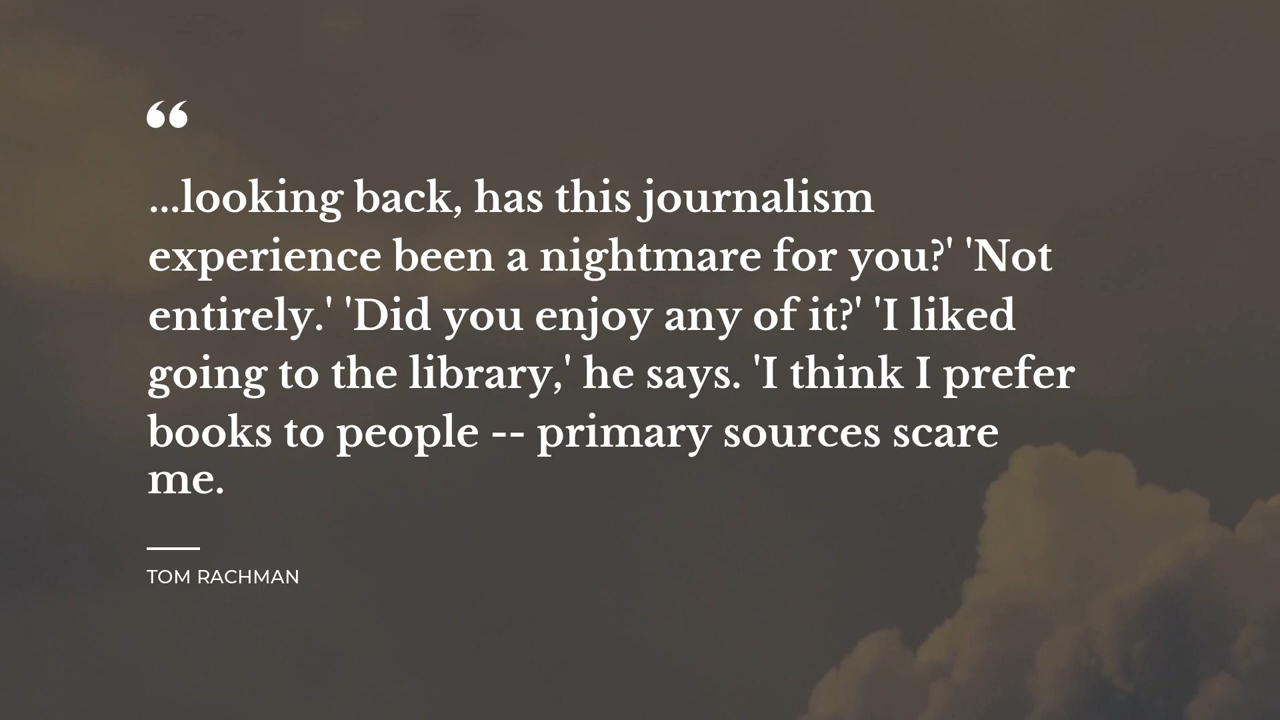 “
...looking back, has this journalism
experience been a nightmare for you?' 'Not
entirely.' 'Did you enjoy any of it?' 'I liked
going to the library,' he says. 'I think I prefer
books to people -- primary sources scare
me.
TOM RACHMAN